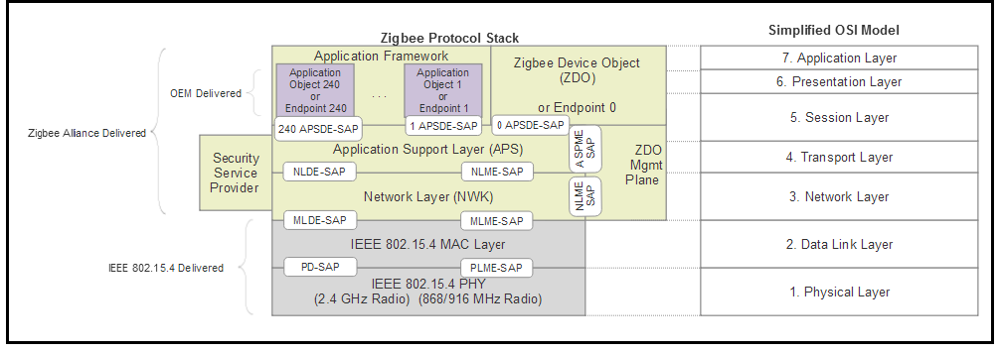 Zigbee Protocol Stack
Simplified OSI Model
Application Framework
Application
Object 240
or
Endpoint 240
. . .
Application
Object 1
or
Endpoint 1
Zigbee Device Object
(ZDO)
or Endpoint 0
OEM Delivered
Zigbee Alliance Delivered
240 APSDE-SAP
1 APSDE-SAP
0 APSDE-SAP
Security
Service
Provider
Application Support Layer (APS)
A SPME
SAP
ZDO
Mgmt
Plane
NLDE-SAP
NLME-SAP
Network Layer (NWK)
NLME
SAP
MLDE-SAP
MLME-SAP
IEEE 802.15.4 Delivered
IEEE 802.15.4 MAC Layer
PD-SAP
PLME-SAP
IEEE 802.15.4 PHY
(2.4 GHz Radio) (868/916 MHz Radio)
7. Application Layer
6. Presentation Layer
5. Session Layer
4. Transport Layer
3. Network Layer
2. Data Link Layer
1. Physical Layer